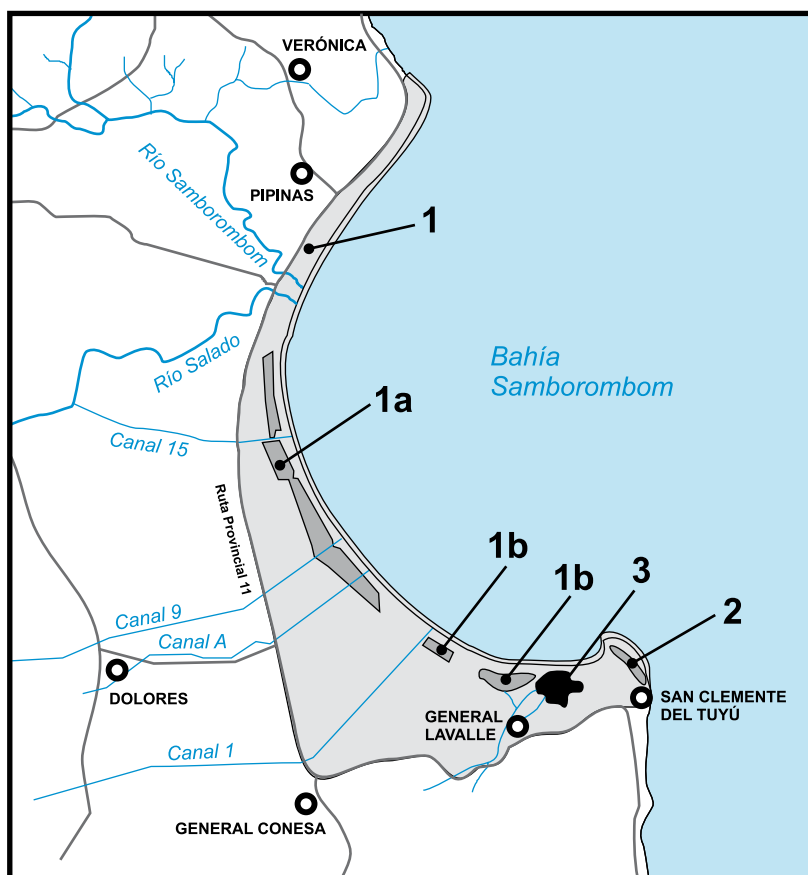 VERÓNICA
PIPINAS
Río Samborombom
1
Río Salado
Bahía
Samborombom
1a
Canal 15
Ruta Provincial 11
1b
1b
3
2
Canal 9
Canal A
DOLORES
SAN CLEMENTE
DEL TUYÚ
GENERAL
LAVALLE
Canal 1
GENERAL CONESA